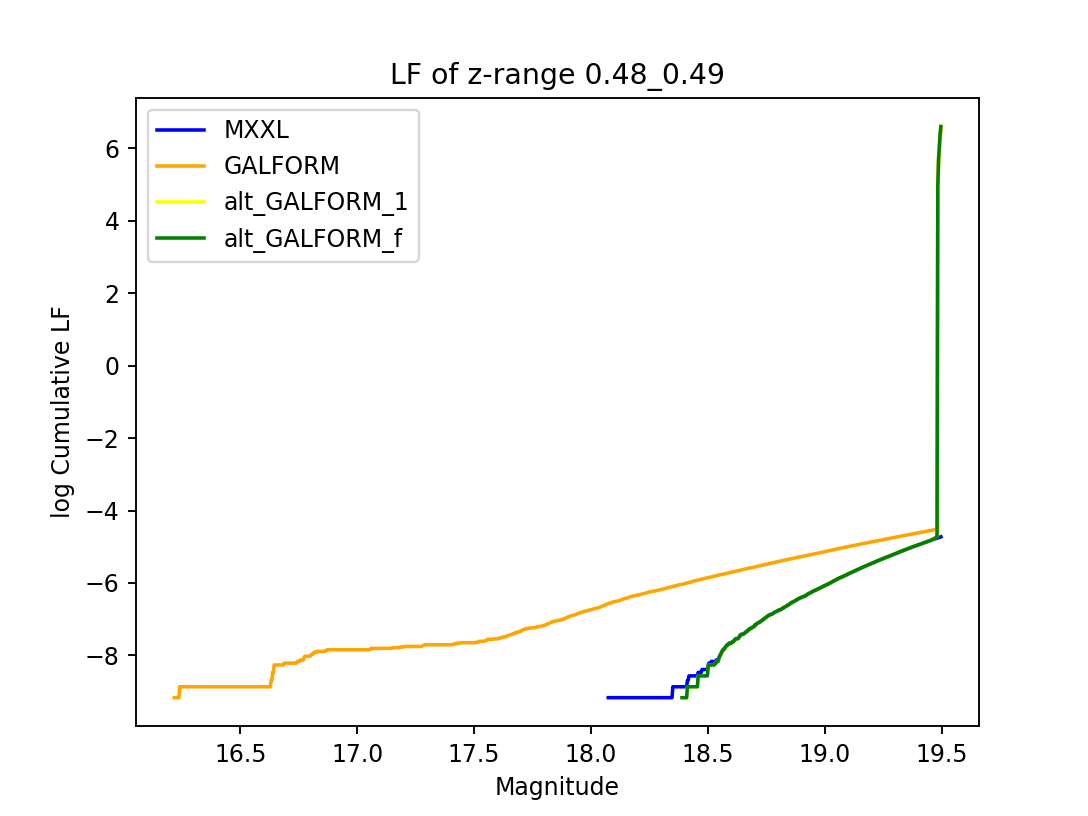 LF of z-range 0.48_0.49
MXXL
GALFORM
alt_GALFORM_1
alt_GALFORM_f
log Cumulative LF
6
4
2
0
−2
−4
−6
−8
16.5 17.0 17.5 18.0 18.5 19.0 19.5
Magnitude